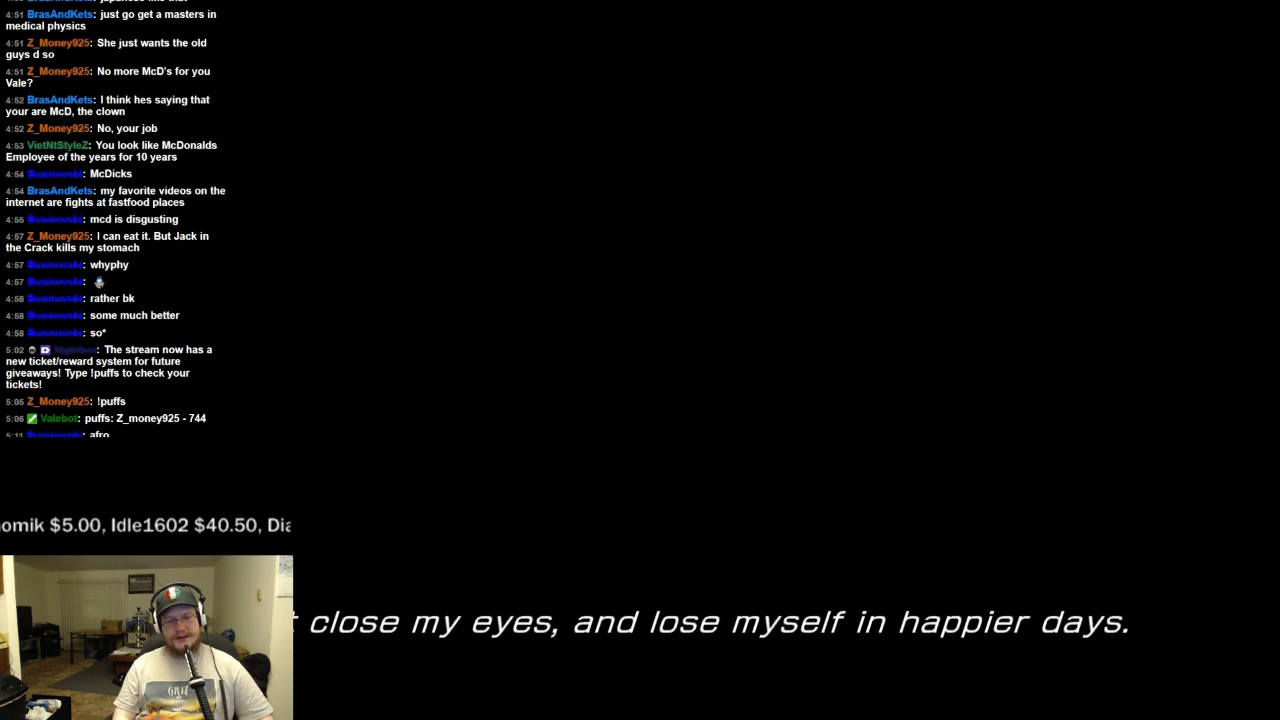 4:51 BrasAndKets: just go get a masters in
medical physics
4:51 Z_Money925: She just wants the old
guys d so
4:51 Z_Money925: No more McD's for you
Vale?
4:52 BrasAndKets: I think hes saying that
your are McD, the clown
4:52 Z_Money925: No, your job
4:53 VietNtStyleZ: You look like McDonalds
Employee of the years for 10 years
4:54 : McDicks
4:54 BrasAndKets: my favorite videos on the
internet are fights at fastfood places
4:55 : mcd is disgusting
4:57 Z_Money925: I can eat it. But Jack in
the Crack kills my stomach
4:57 : whyphy
4:57 :
4:58 : rather bk
4:58 : some much better
4:58 : so*
5:02 : The stream now has a
new ticket/reward system for future
giveaways! Type !puffs to check your
tickets!
5:05 Z_Money925: !puffs
5:06 Valebot: puffs: Z_money925 - 744
5:11 : afro
omik $5.00, Idle1602 $40.50, Dia
t close my eyes, and lose myself in happier days.